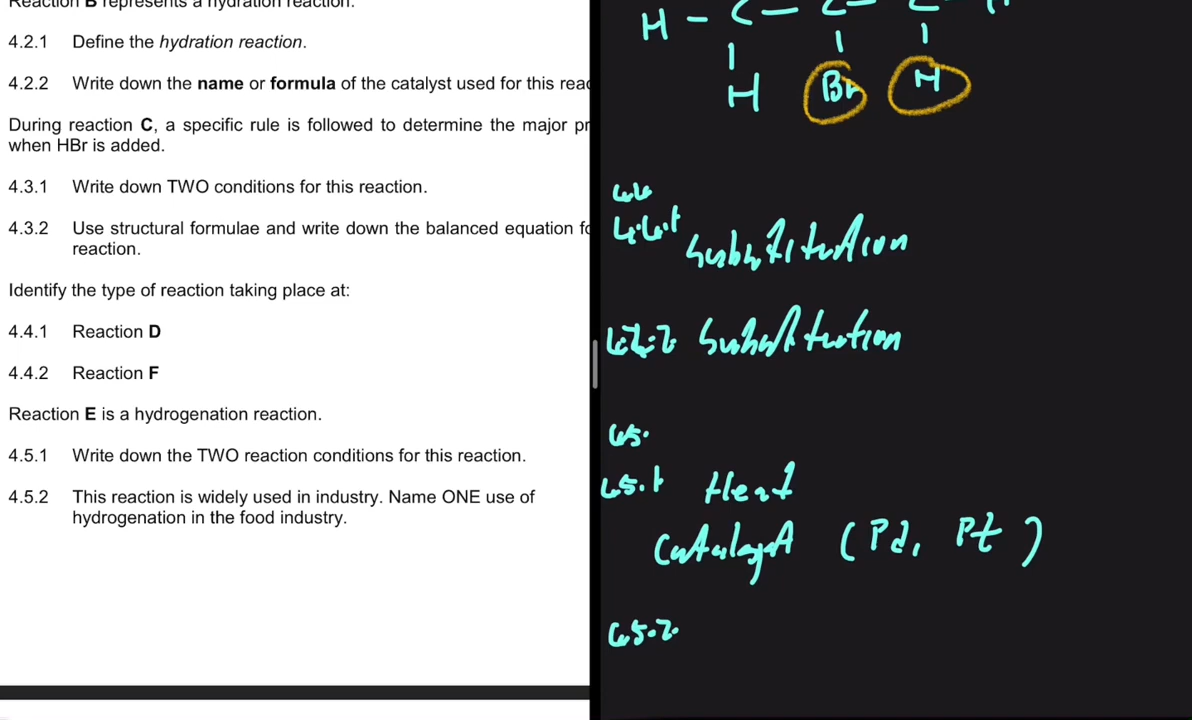 Reaction B represents a hydration reaction.
4.2.1 Define the hydration reaction.
4.2.2 Write down the name or formula of the catalyst used for this reac
During reaction C, a specific rule is followed to determine the major pr
when HBr is added.
4.3.1 Write down TWO conditions for this reaction.
4.3.2 Use structural formulae and write down the balanced equation fo
reaction.
Identify the type of reaction taking place at:
4.4.1 Reaction D
4.4.2 Reaction F
Reaction E is a hydrogenation reaction.
4.5.1 Write down the TWO reaction conditions for this reaction.
4.5.2 This reaction is widely used in industry. Name ONE use of
hydrogenation in the food industry.
H - C - C - C - H
H Br H
4.4
4.4.1 Substitution
4.4.2 Substitution
4.5.
4.5.1 Heat
Catalyst (Pd, Pt)
4.5.2.